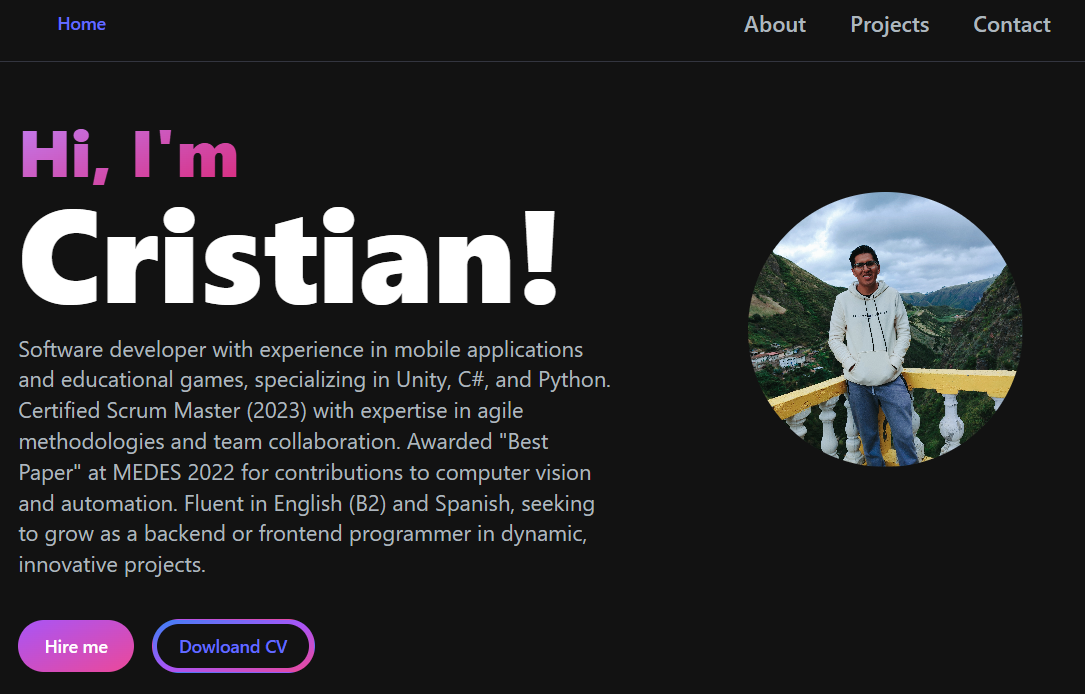 Home About Projects Contact
Hi, I'm
Cristian!
Software developer with experience in mobile applications
and educational games, specializing in Unity, C#, and Python.
Certified Scrum Master (2023) with expertise in agile
methodologies and team collaboration. Awarded "Best
Paper" at MEDES 2022 for contributions to computer vision
and automation. Fluent in English (B2) and Spanish, seeking
to grow as a backend or frontend programmer in dynamic,
innovative projects.
Hire me Dowloand CV